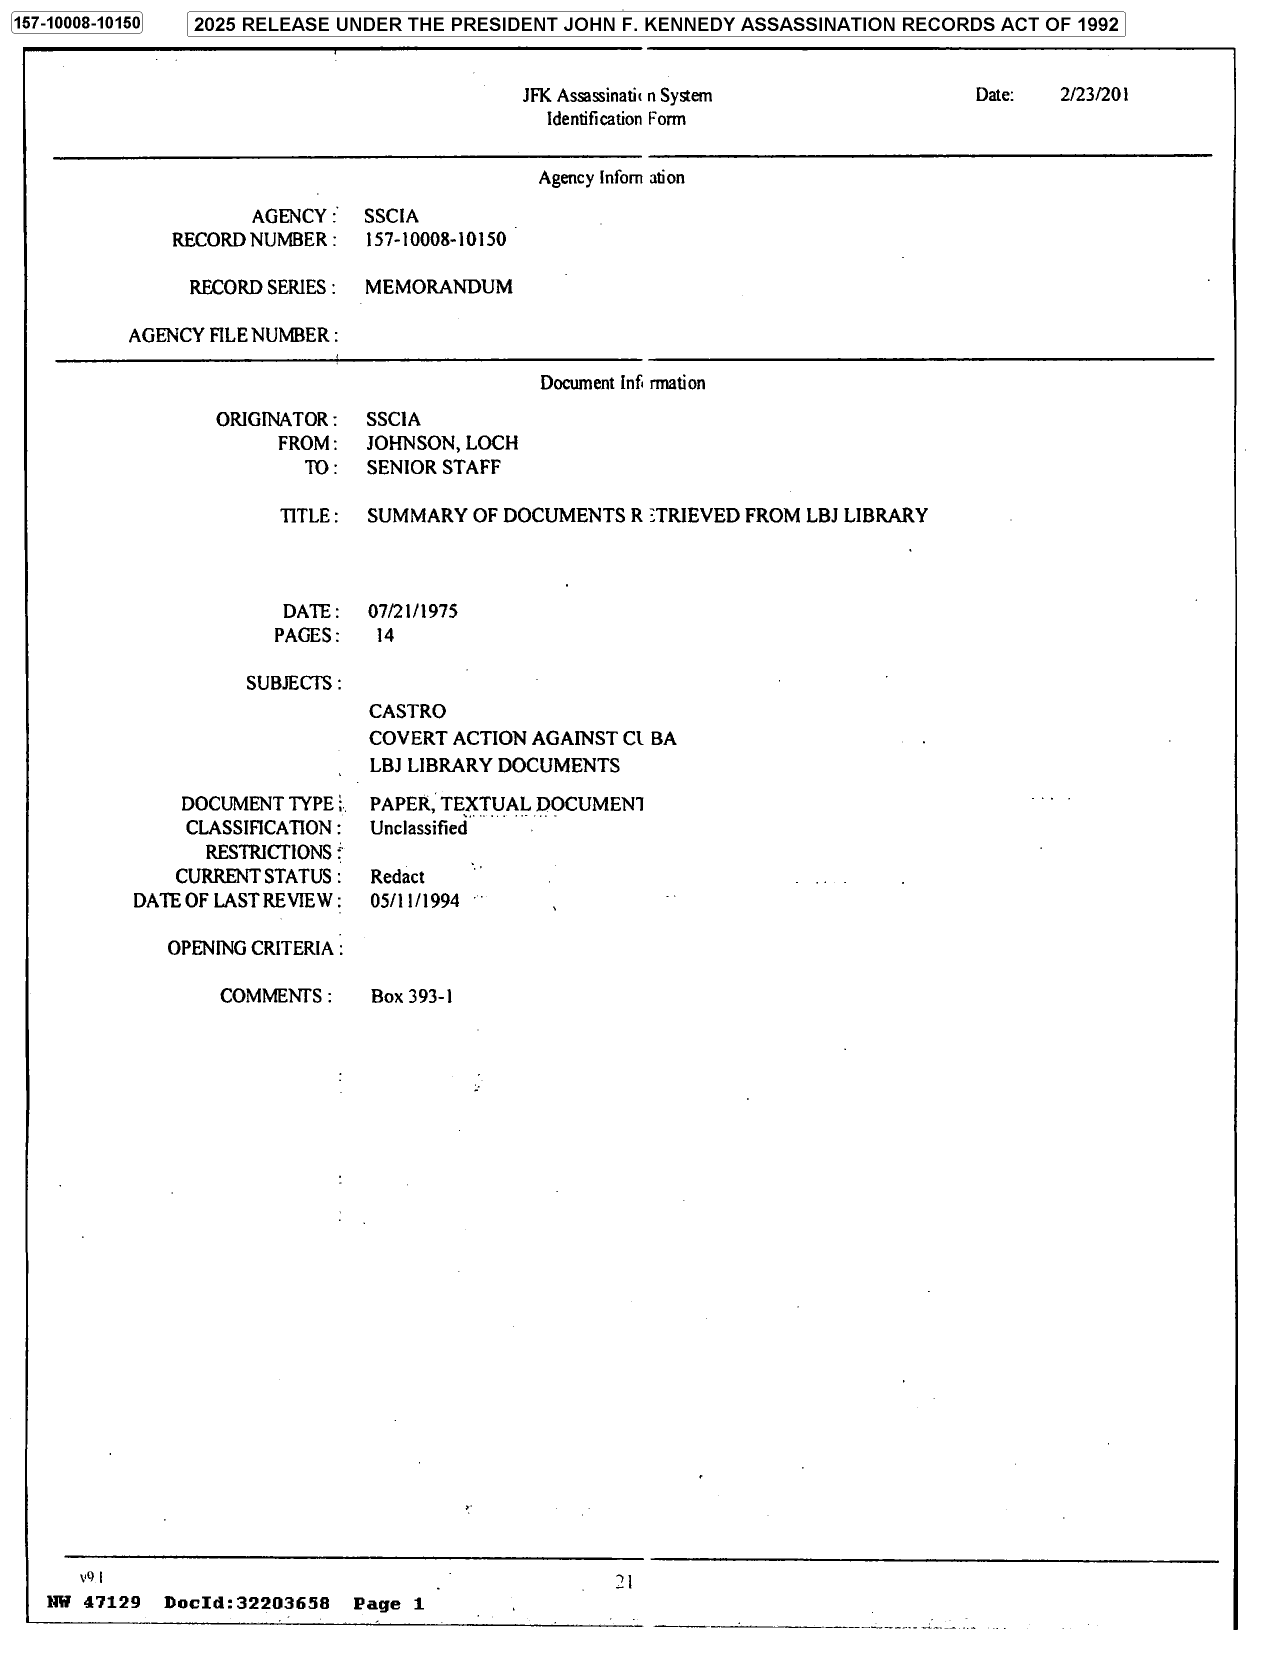 157-10008-10150
2025 RELEASE UNDER THE PRESIDENT JOHN F. KENNEDY ASSASSINATION RECORDS ACT OF 1992
JFK Assassinati n System
Date: 2/23/201
Identification Form
Agency Inform ation
AGENCY : SSCIA
RECORD NUMBER : 157-10008-10150
RECORD SERIES : MEMORANDUM
AGENCY FILE NUMBER :
Document Inf rmation
ORIGINATOR : SSCIA
FROM : JOHNSON, LOCH
TO : SENIOR STAFF
TITLE : SUMMARY OF DOCUMENTS RETRIEVED FROM LBJ LIBRARY
DATE : 07/21/1975
PAGES : 14
SUBJECTS :
CASTRO
COVERT ACTION AGAINST CUBA
LBJ LIBRARY DOCUMENTS
DOCUMENT TYPE : PAPER, TEXTUAL DOCUMENT
CLASSIFICATION : Unclassified
RESTRICTIONS :
CURRENT STATUS : Redact
DATE OF LAST REVIEW : 05/11/1994
OPENING CRITERIA :
COMMENTS : Box 393-1
v9.1
21
NW 47129 DocId:32203658 Page 1